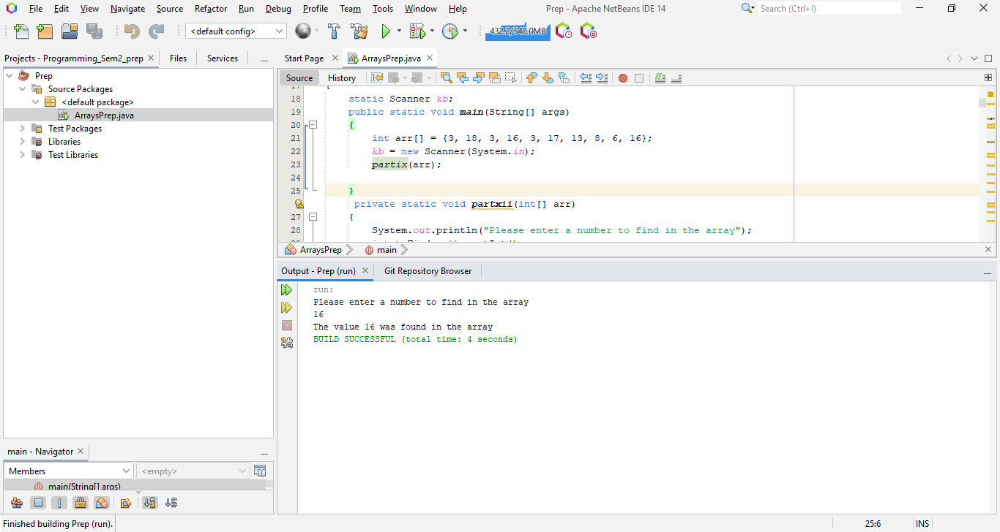 File Edit View Navigate Source Refactor Run Debug Profile Team Tools Window Help Prep - Apache NetBeans IDE 14 Search (Ctrl+I)
<default config> 432.2/540.0MB
Projects - Programming_Sem2_prep Files Services
Prep
Source Packages
<default package>
ArraysPrep.java
Test Packages
Libraries
Test Libraries
Start Page ArraysPrep.java
Source History
17 {
18 static Scanner kb;
19 public static void main(String[] args)
20 {
21 int arr[] = {3, 18, 3, 16, 3, 17, 13, 8, 6, 16};
22 kb = new Scanner(System.in);
23 partix(arr);
24
25 }
private static void partxii(int[] arr)
27 {
28 System.out.println("Please enter a number to find in the array");
ArraysPrep main
Output - Prep (run) Git Repository Browser
run:
Please enter a number to find in the array
16
The value 16 was found in the array
BUILD SUCCESSFUL (total time: 4 seconds)
main - Navigator
Members <empty>
main(String[] args)
Finished building Prep (run). 25:6 INS